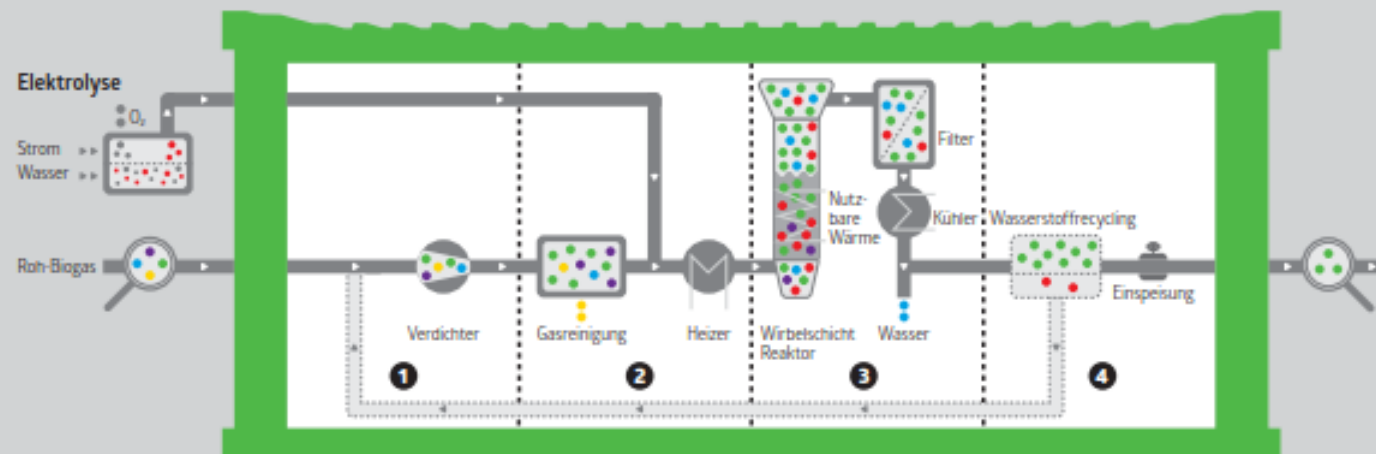 Elektrolyse
O₂
Strom
Wasser
Roh-Biogas
Verdichter
Gasreinigung
Heizer
Wirbelschicht
Reaktor
Nutz-
bare
Wärme
Filter
Kühler
Wasser
Wasserstoffrecycling
Einspeisung
1
2
3
4